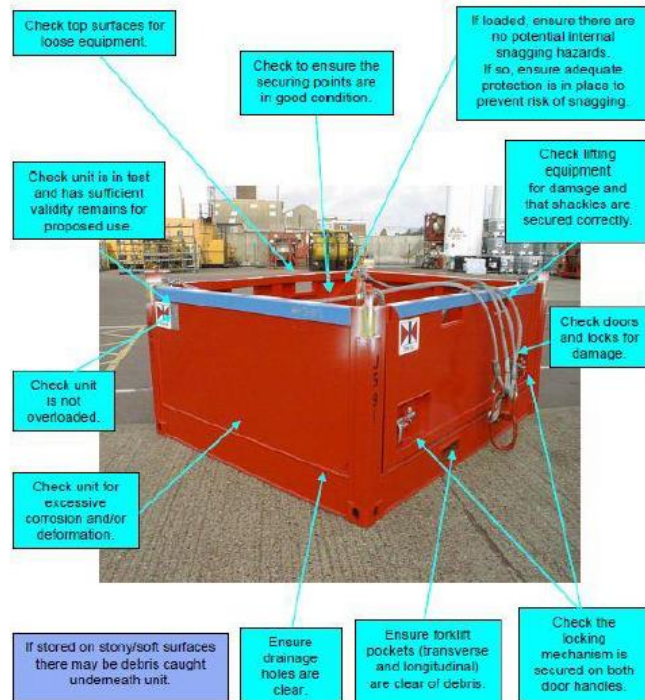 Check top surfaces for
loose equipment.
Check to ensure the
securing points are
in good condition.
If loaded, ensure there are
no potential internal
snagging hazards.
If so, ensure adequate
protection is in place to
prevent risk of snagging.
Check unit is in test
and has sufficient
validity remains for
proposed use.
Check lifting
equipment
for damage and
that shackles are
secured correctly.
Check doors
and locks for
damage.
Check unit
is not
overloaded.
Check unit for
excessive
corrosion and/or
deformation.
If stored on stony/soft surfaces
there may be debris caught
underneath unit.
Ensure
drainage
holes are
clear.
Ensure forklift
pockets (transverse
and longitudinal)
are clear of debris.
Check the
locking
mechanism is
secured on both
door handles.